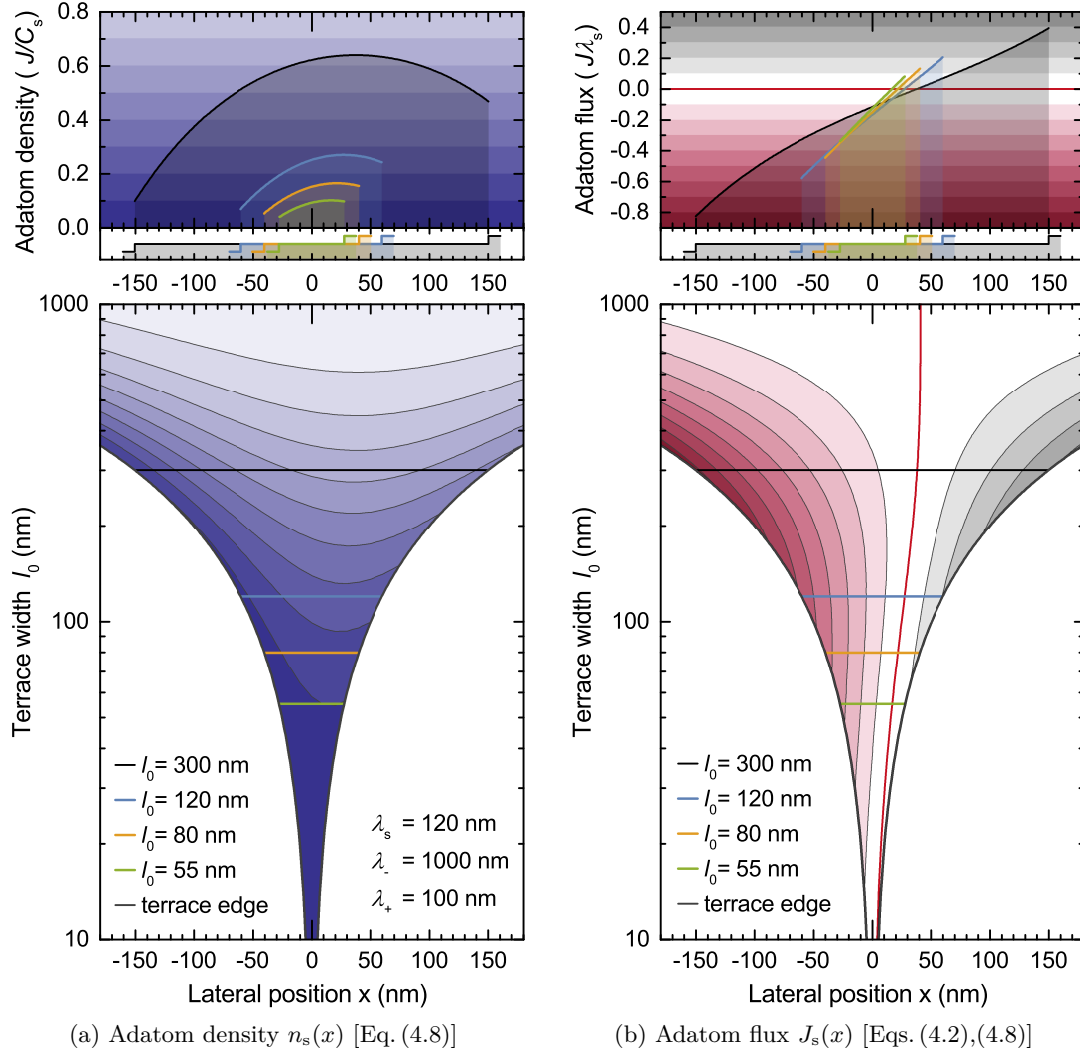 Adatom density ( J/Cs)
0.8
0.6
0.4
0.2
0.0
-150 -100 -50 0 50 100 150
1000
100
10
Terrace width l0 (nm)
l0= 300 nm
l0= 120 nm
l0= 80 nm
l0= 55 nm
terrace edge
λs = 120 nm
λ- = 1000 nm
λ+ = 100 nm
-150 -100 -50 0 50 100 150
Lateral position x (nm)
(a) Adatom density ns(x) [Eq. (4.8)]
Adatom flux ( Jλs)
0.4
0.2
0.0
-0.2
-0.4
-0.6
-0.8
-150 -100 -50 0 50 100 150
1000
100
10
Terrace width l0 (nm)
l0= 300 nm
l0= 120 nm
l0= 80 nm
l0= 55 nm
terrace edge
-150 -100 -50 0 50 100 150
Lateral position x (nm)
(b) Adatom flux Js(x) [Eqs. (4.2),(4.8)]